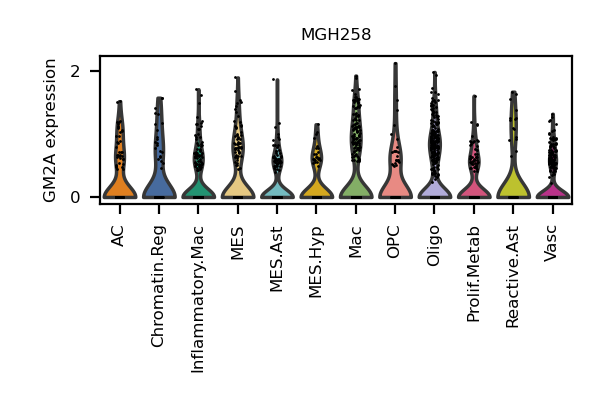 MGH258
GM2A expression
2
0
AC
Chromatin.Reg
Inflammatory.Mac
MES
MES.Ast
MES.Hyp
Mac
OPC
Oligo
Prolif.Metab
Reactive.Ast
Vasc